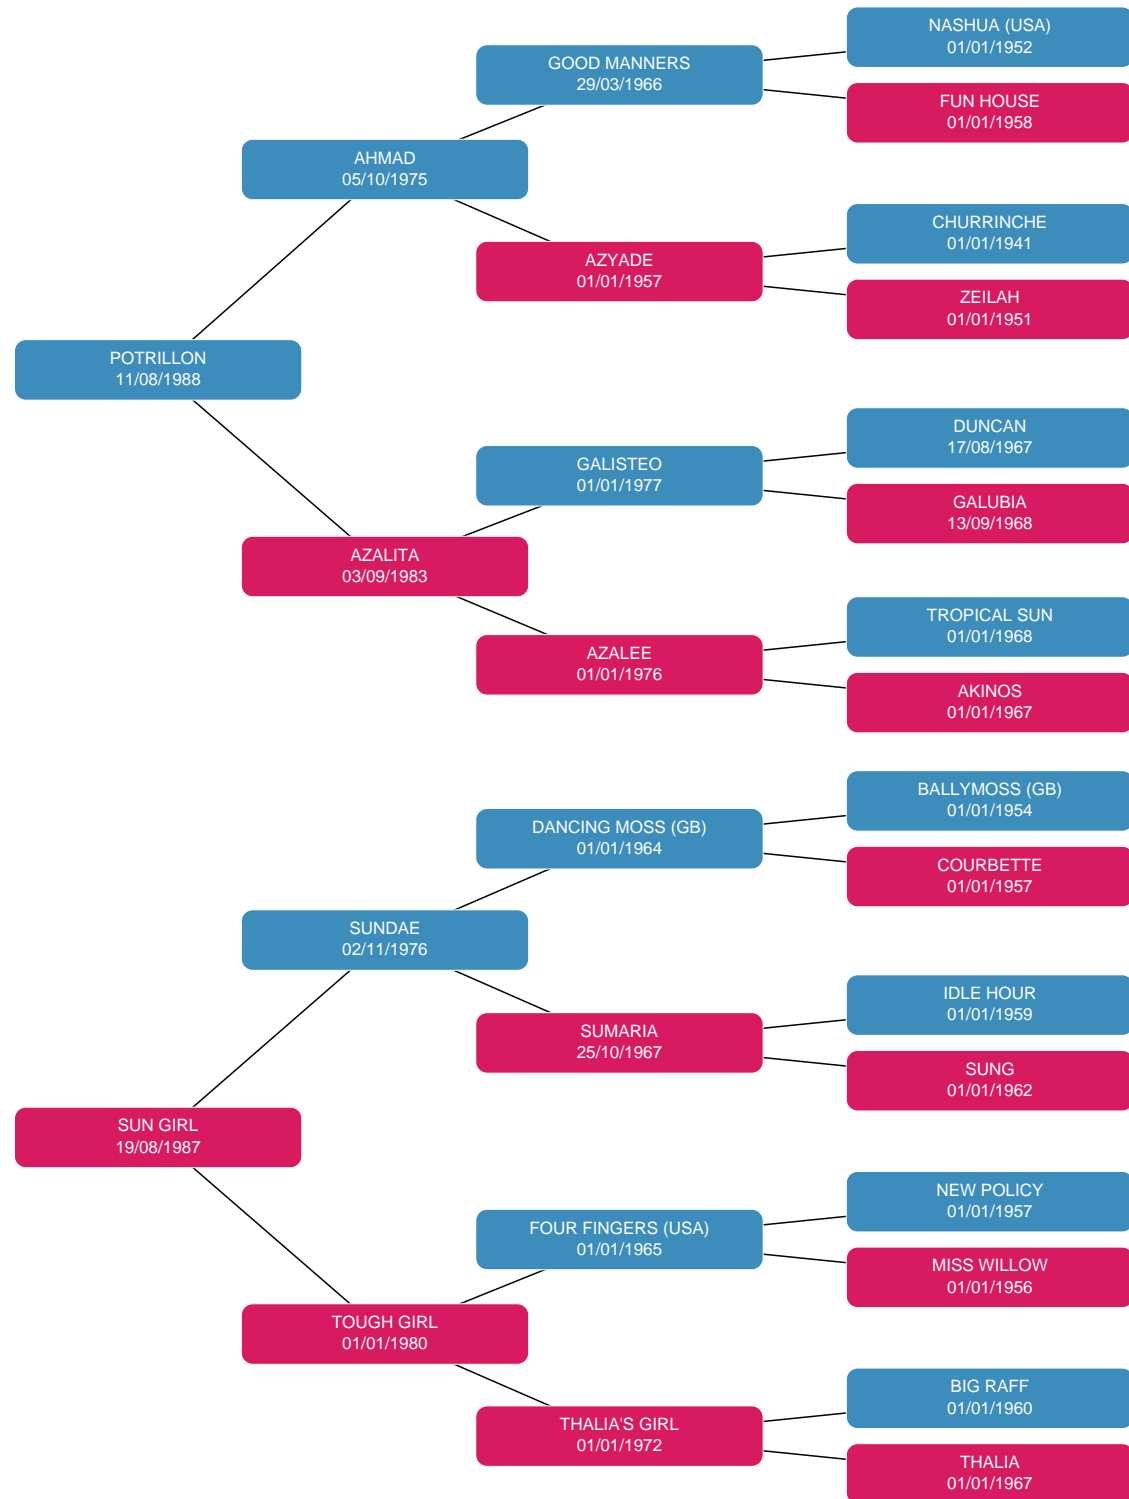 NASHUA (USA)
01/01/1952
GOOD MANNERS
29/03/1966
FUN HOUSE
01/01/1958
AHMAD
05/10/1975
CHURRINCHE
01/01/1941
AZYADE
01/01/1957
ZEILAH
01/01/1951
POTRILLON
11/08/1988
DUNCAN
17/08/1967
GALISTEO
01/01/1977
GALUBIA
13/09/1968
AZALITA
03/09/1983
TROPICAL SUN
01/01/1968
AZALEE
01/01/1976
AKINOS
01/01/1967
BALLYMOSS (GB)
01/01/1954
DANCING MOSS (GB)
01/01/1964
COURBETTE
01/01/1957
SUNDAE
02/11/1976
IDLE HOUR
01/01/1959
SUMARIA
25/10/1967
SUNG
01/01/1962
SUN GIRL
19/08/1987
NEW POLICY
01/01/1957
FOUR FINGERS (USA)
01/01/1965
MISS WILLOW
01/01/1956
TOUGH GIRL
01/01/1980
BIG RAFF
01/01/1960
THALIA'S GIRL
01/01/1972
THALIA
01/01/1967